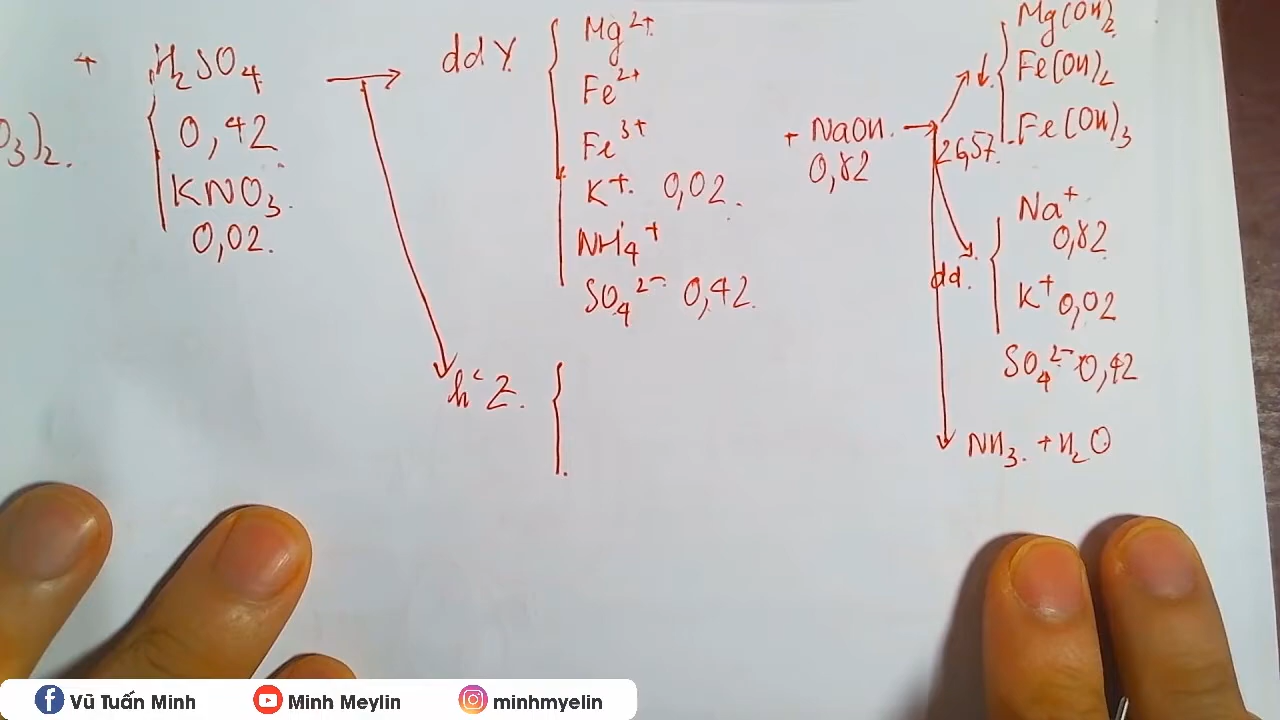 + H₂SO₄ → ddY { Mg²⁺
0,42
KNO₃
0,02
O₃)₂.
Fe²⁺
Fe³⁺
K⁺ 0,02
NH₄⁺
SO₄²⁻ 0,42
+ NaOH → ↓ { Mg(OH)₂
0,82
Fe(OH)₂
26,57
Fe(OH)₃
dd. { Na⁺
0,82
K⁺ 0,02
SO₄²⁻ 0,42
NH₃ + H₂O
h² Z. {
Vũ Tuấn Minh
Minh Meylin
minhmyelin